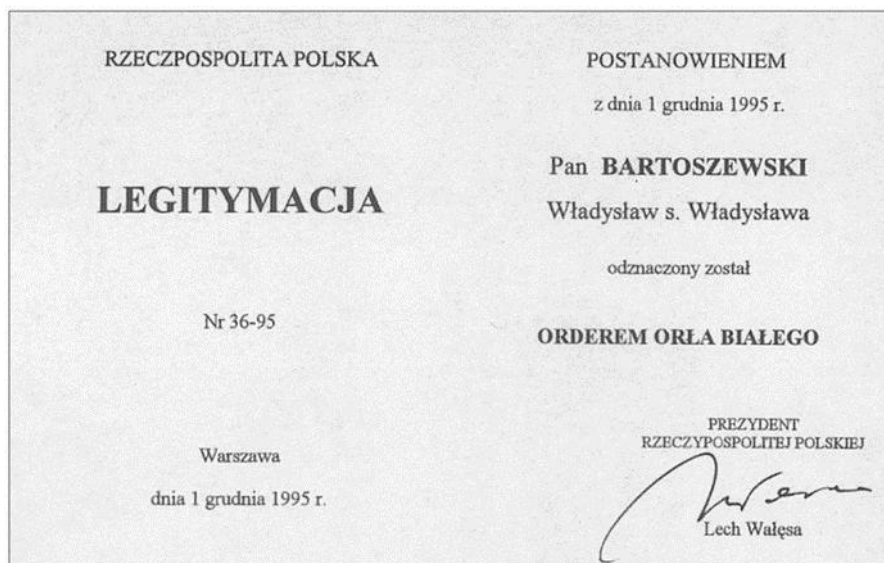 RZECZPOSPOLITA POLSKA
LEGITYMACJA
Nr 36-95
Warszawa
dnia 1 grudnia 1995 r.
POSTANOWIENIEM
z dnia 1 grudnia 1995 r.
Pan BARTOSZEWSKI
Władysław s. Władysława
odznaczony został
ORDEREM ORŁA BIAŁEGO
PREZYDENT
RZECZYPOSPOLITEJ POLSKIEJ
Lech Wałęsa